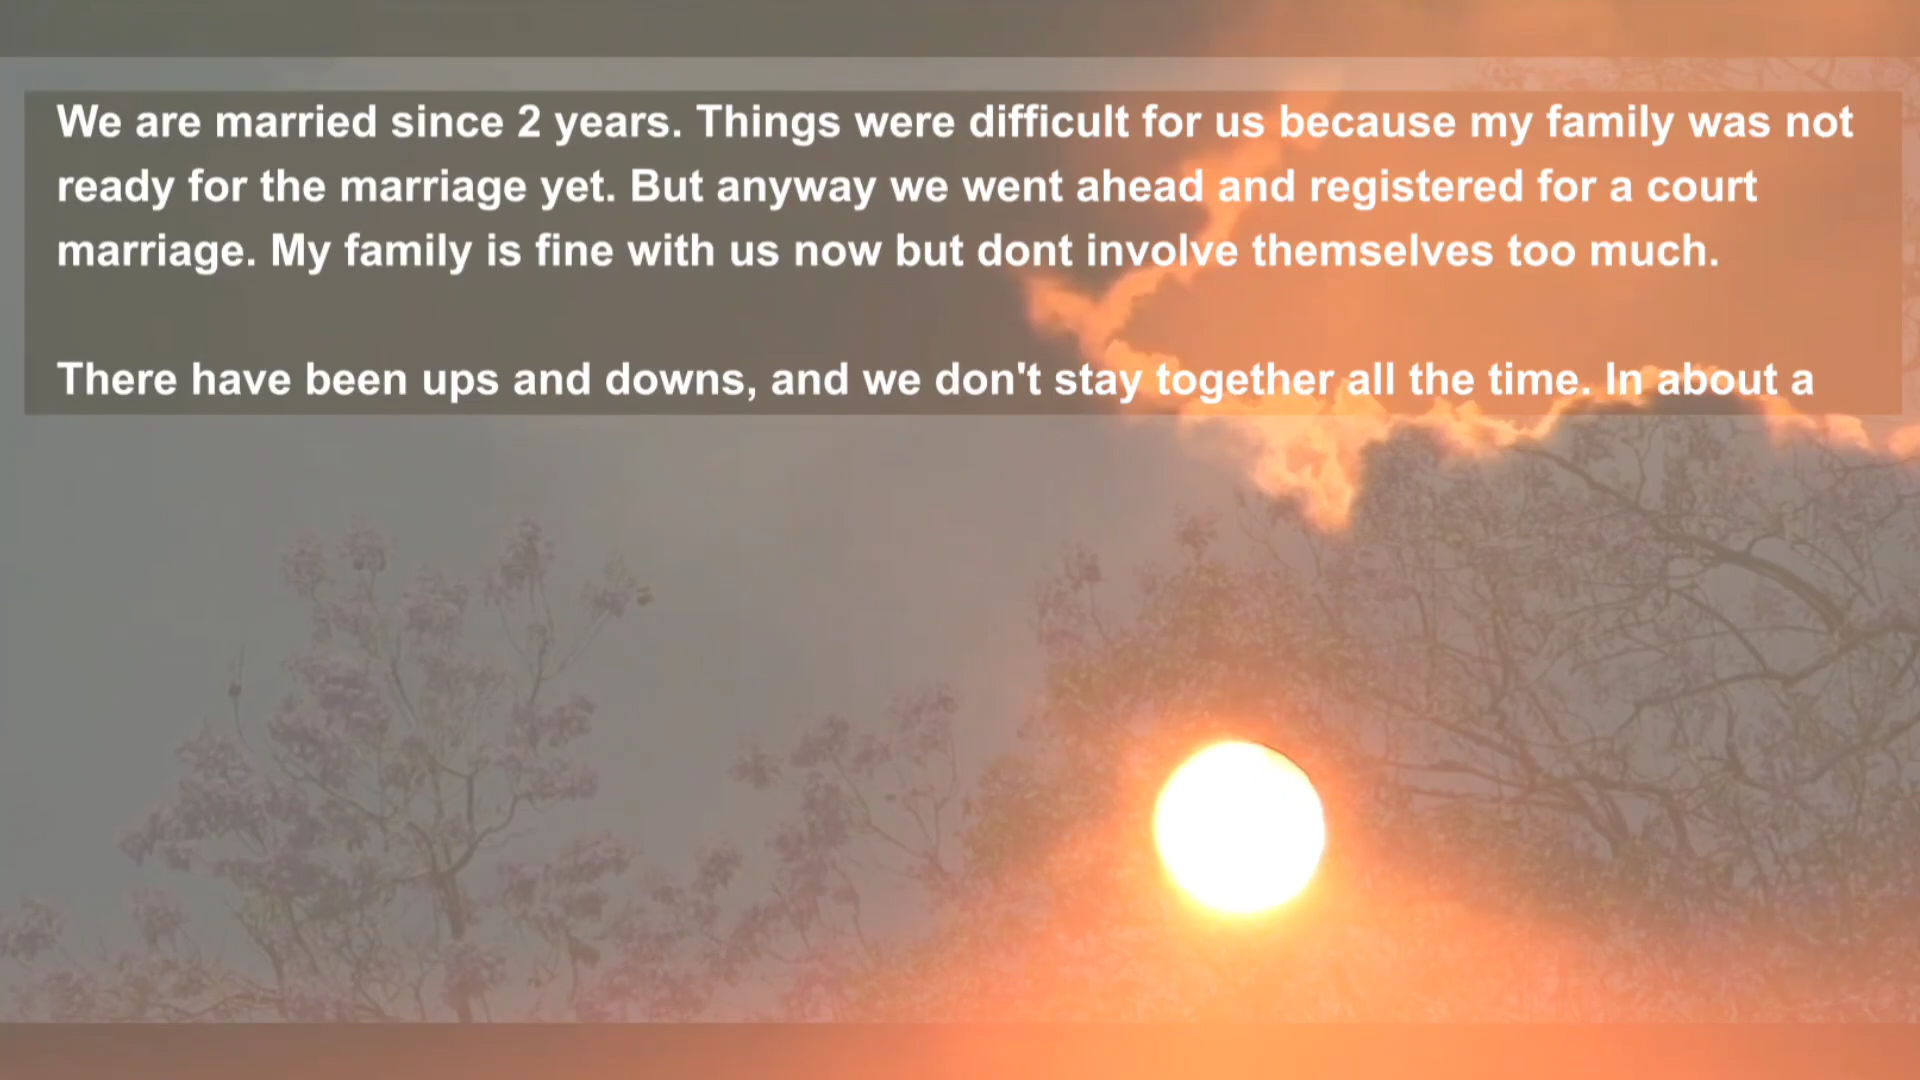 We are married since 2 years. Things were difficult for us because my family was not
ready for the marriage yet. But anyway we went ahead and registered for a court
marriage. My family is fine with us now but dont involve themselves too much.
There have been ups and downs, and we don't stay together all the time. In about a